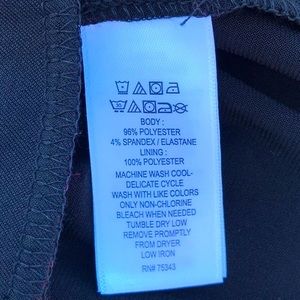 BODY :
96% POLYESTER
4% SPANDEX / ELASTANE
LINING :
100% POLYESTER
MACHINE WASH COOL-
DELICATE CYCLE
WASH WITH LIKE COLORS
ONLY NON-CHLORINE
BLEACH WHEN NEEDED
TUMBLE DRY LOW
REMOVE PROMPTLY
FROM DRYER
LOW IRON
RN# 75343